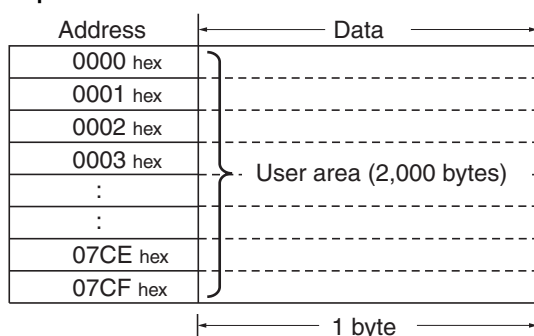 Address Data
0000 hex
0001 hex
0002 hex
0003 hex
User area (2,000 bytes)
:
:
07CE hex
07CF hex
1 byte